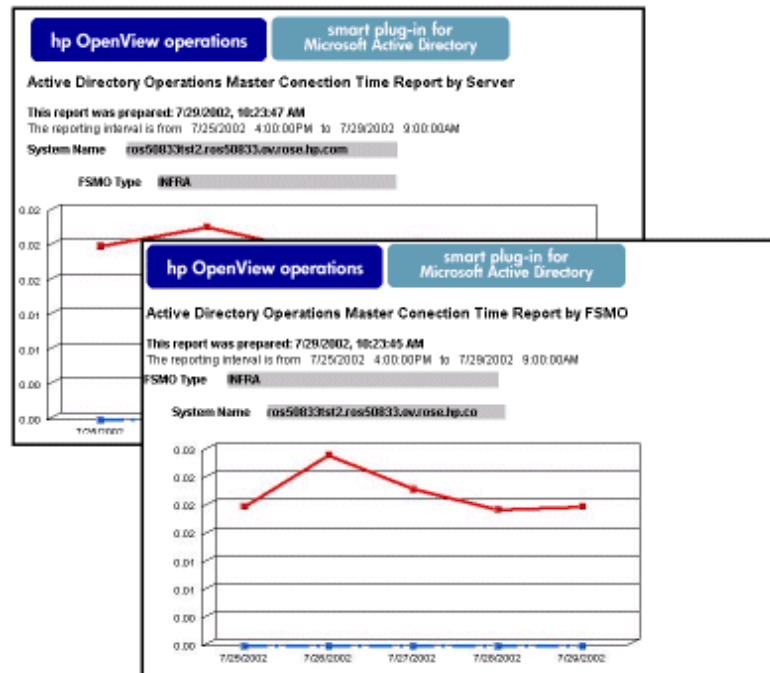 hp OpenView operations
smart plug-in for
Microsoft Active Directory
Active Directory Operations Master Conection Time Report by Server
This report was prepared: 7/29/2002, 10:23:47 AM
The reporting interval is from 7/25/2002 4:00:00PM to 7/29/2002 9:00:00AM
System Name ros50833tst2.ros50833.ov.rose.hp.com
FSMO Type INFRA
0.02
0.02
0.02
0.01
0.01
0.00
0.00
hp OpenView operations
smart plug-in for
Microsoft Active Directory
Active Directory Operations Master Conection Time Report by FSMO
This report was prepared: 7/29/2002, 10:23:45 AM
The reporting interval is from 7/25/2002 4:00:00PM to 7/29/2002 9:00:00AM
FSMO Type INFRA
System Name ros50833tst2.ros50833.ov.rose.hp.co
0.03
0.02
0.02
0.02
0.01
0.01
0.00
0.00
7/25/2002 7/26/2002 7/27/2002 7/28/2002 7/29/2002